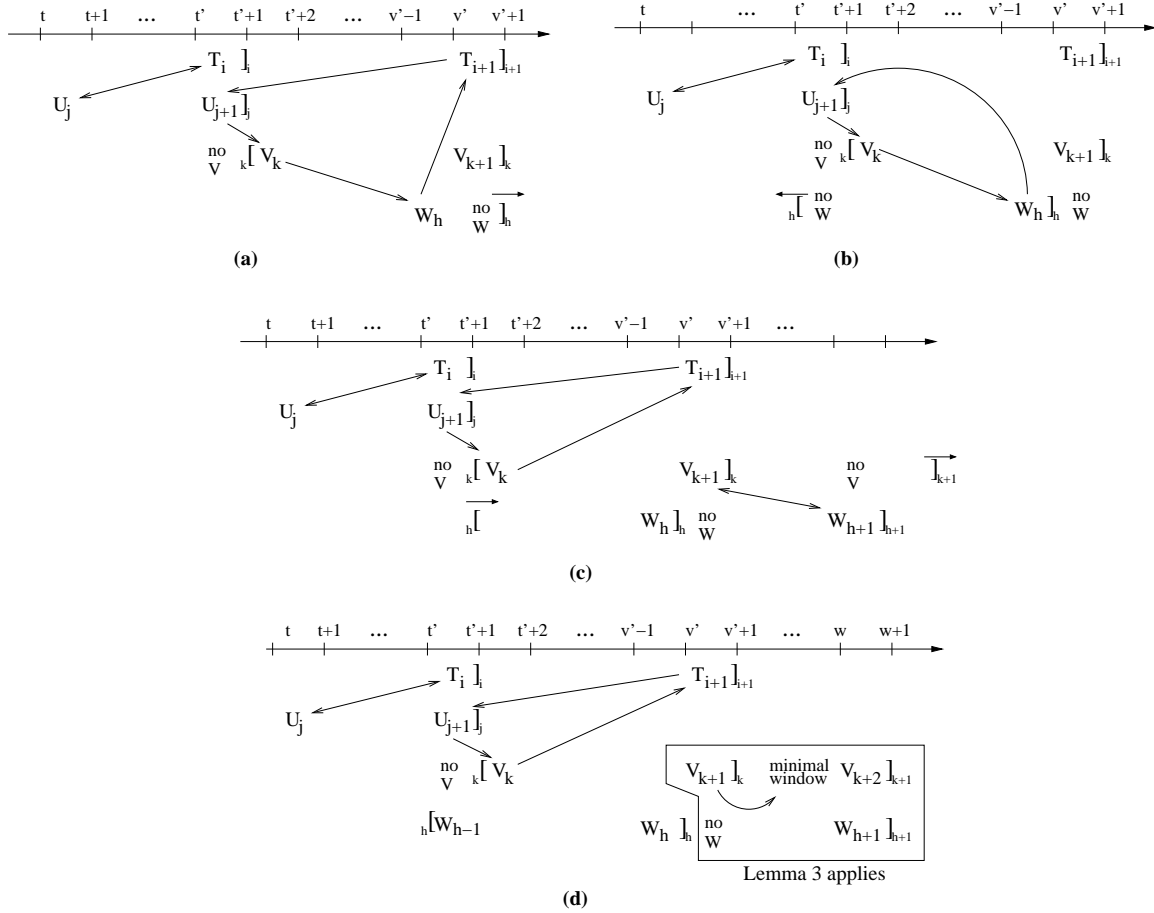 t t+1 ... t' t'+1 t'+2 ... v'−1 v' v'+1
T_i ]_i T_{i+1} ]_{i+1}
U_j U_{j+1} ]_j
no V _k[ V_k V_{k+1} ]_k
W_h no W ]_h
(a)
t ... t' t'+1 t'+2 ... v'−1 v' v'+1
T_i ]_i T_{i+1} ]_{i+1}
U_j U_{j+1} ]_j
no V _k[ V_k V_{k+1} ]_k
_h[ no W W_h ]_h no W
(b)
t t+1 ... t' t'+1 t'+2 ... v'−1 v' v'+1 ...
T_i ]_i T_{i+1} ]_{i+1}
U_j U_{j+1} ]_j
no V _k[ V_k V_{k+1} ]_k no V ]_{k+1}
_h[ W_h ]_h no W W_{h+1} ]_{h+1}
(c)
t t+1 ... t' t'+1 t'+2 ... v'−1 v' v'+1 ... w w+1
T_i ]_i T_{i+1} ]_{i+1}
U_j U_{j+1} ]_j
no V _k[ V_k V_{k+1} ]_k minimal window V_{k+2} ]_{k+1}
_h[ W_{h−1} W_h ]_h no W W_{h+1} ]_{h+1}
Lemma 3 applies
(d)